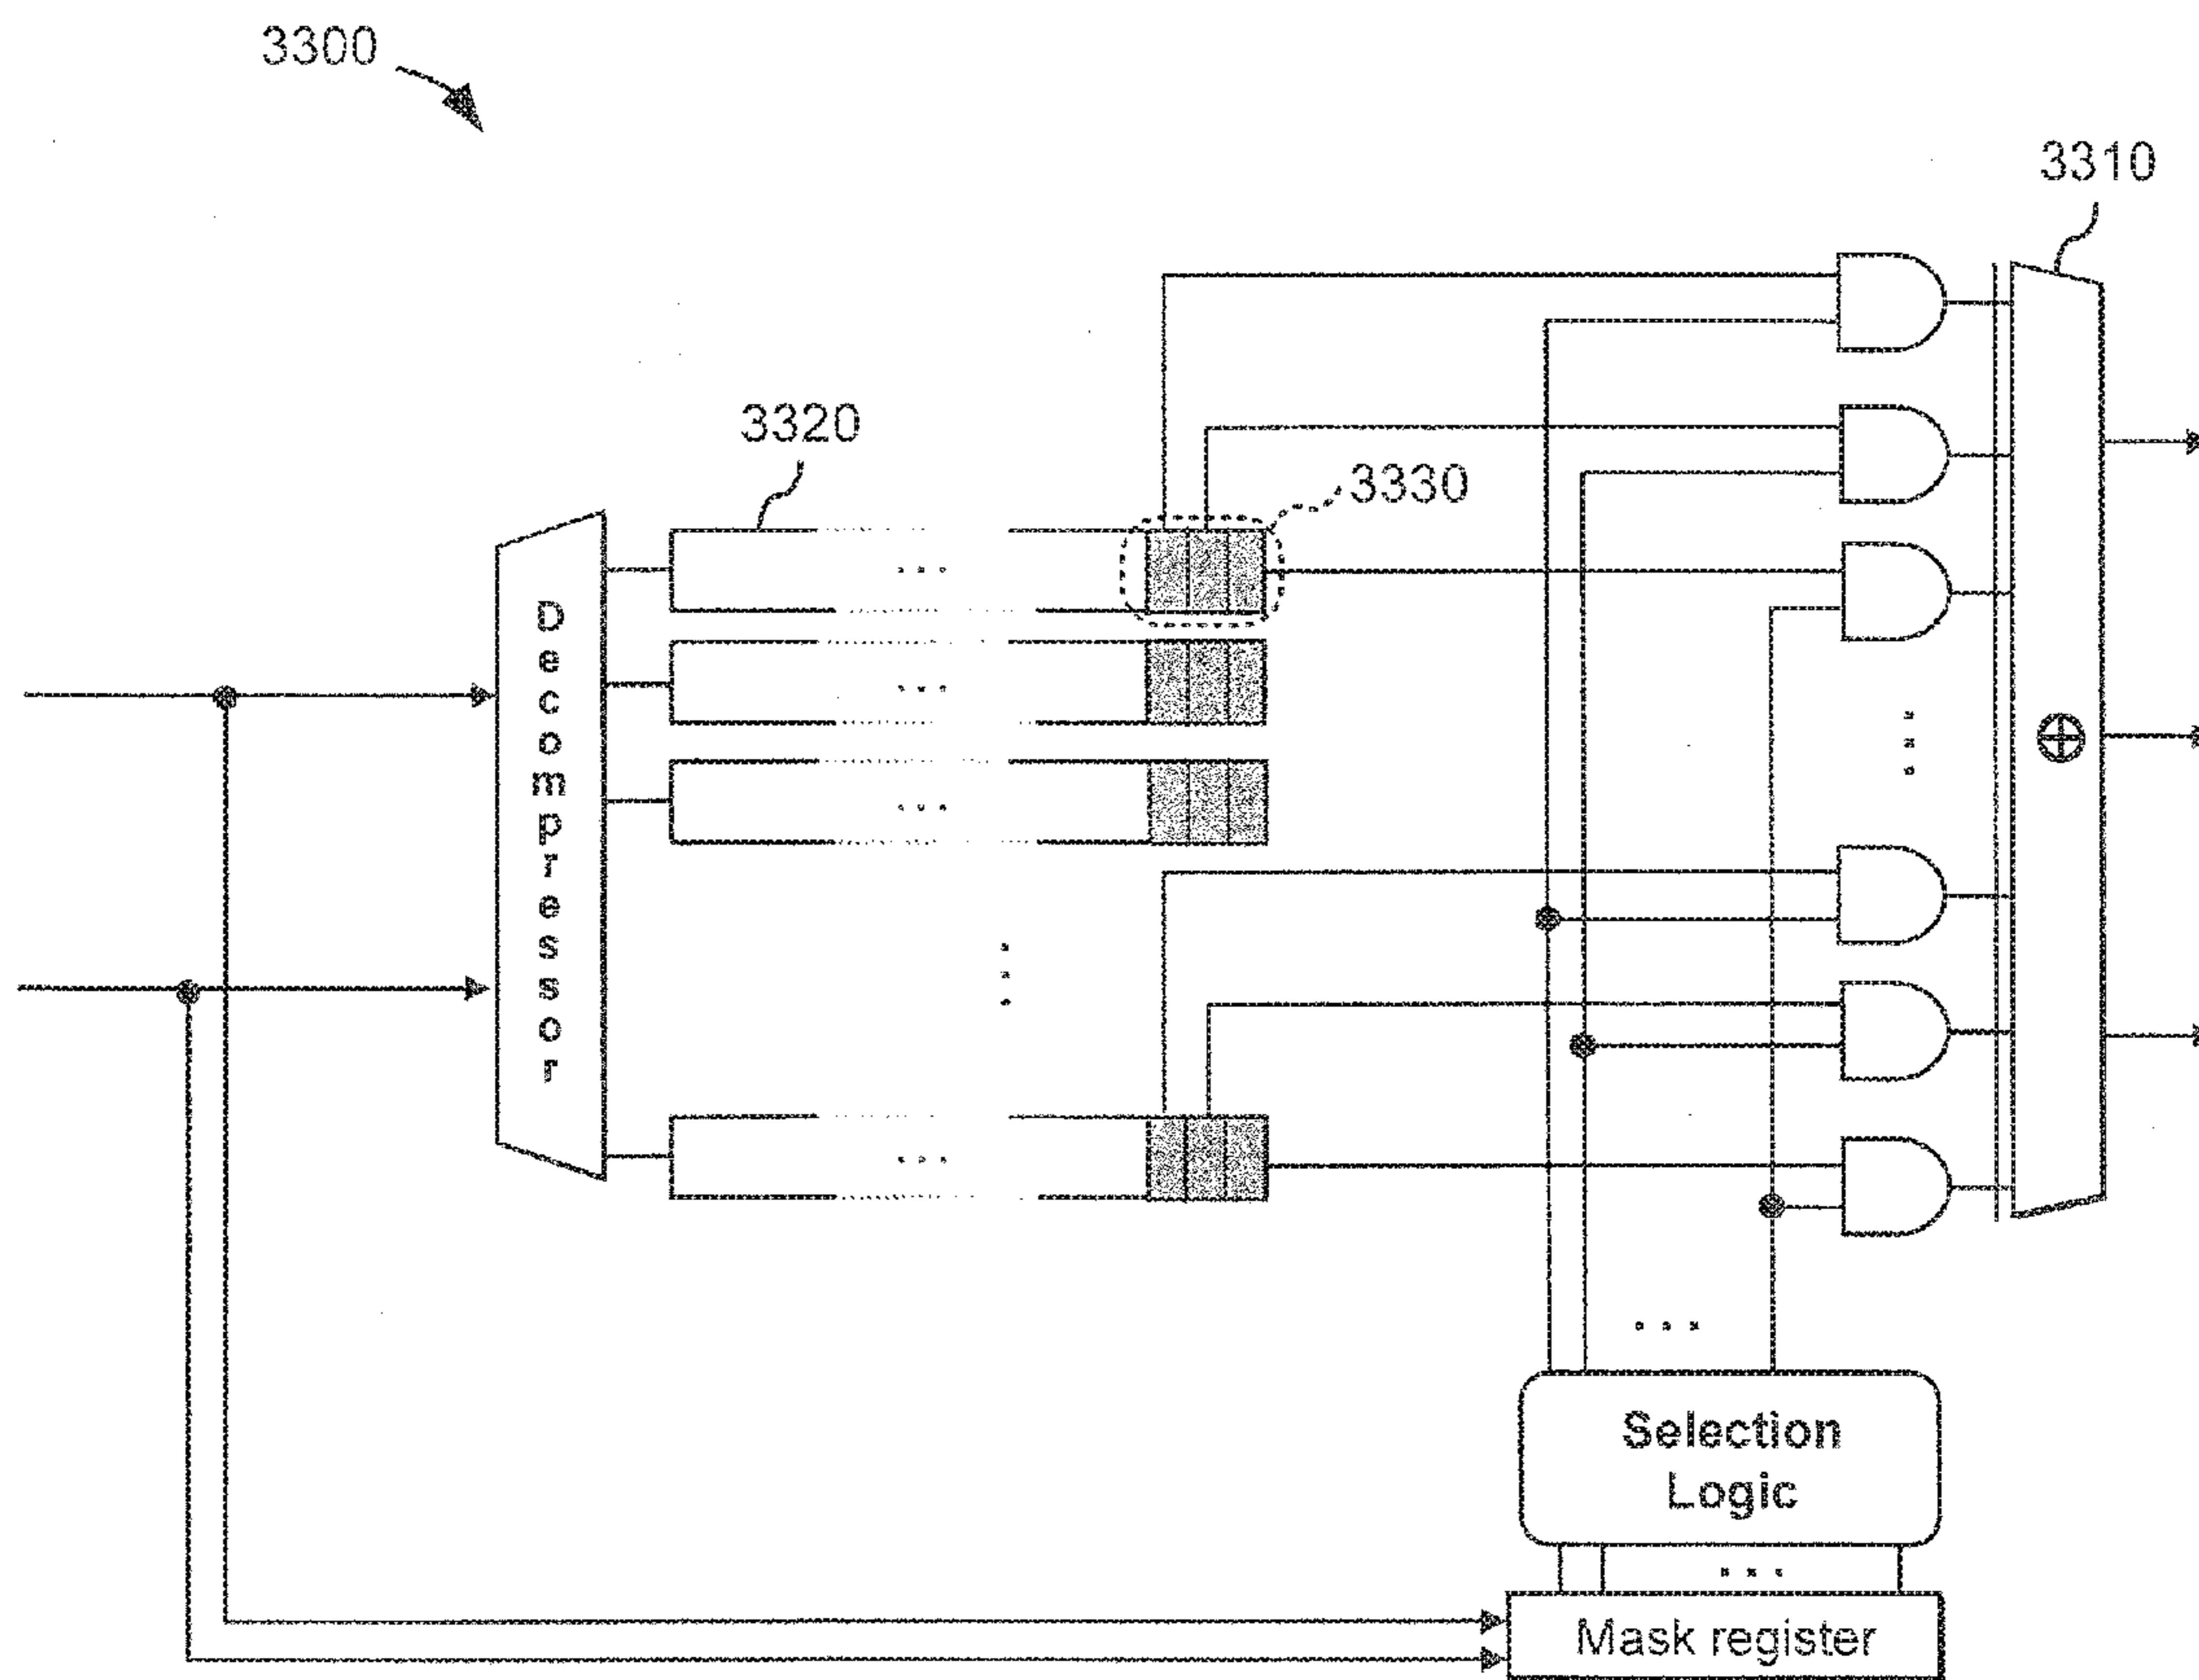 3300
3310
3320
3330
Decompressor
Selection
Logic
Mask register